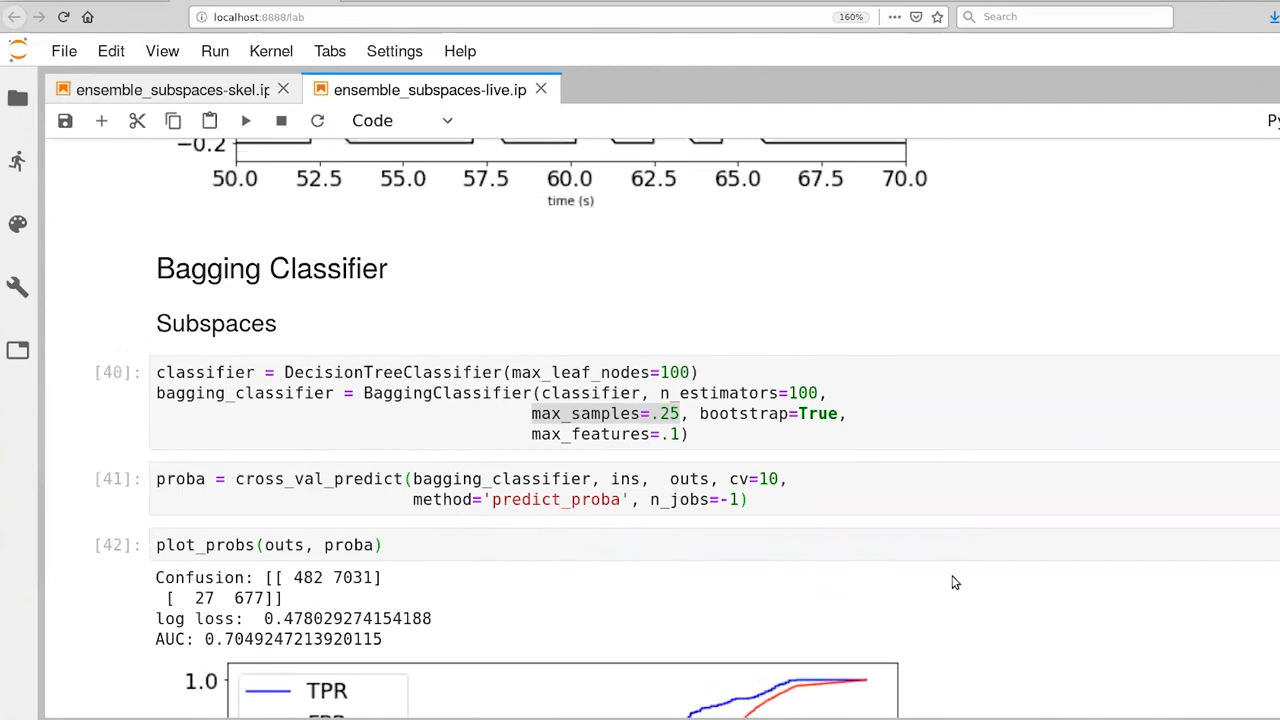 localhost:8888/lab
160%
Search
File Edit View Run Kernel Tabs Settings Help
ensemble_subspaces-skel.ip
ensemble_subspaces-live.ip
Code
Py
−0.2
50.0 52.5 55.0 57.5 60.0 62.5 65.0 67.5 70.0
time (s)
Bagging Classifier
Subspaces
[40]: classifier = DecisionTreeClassifier(max_leaf_nodes=100)
bagging_classifier = BaggingClassifier(classifier, n_estimators=100,
max_samples=.25, bootstrap=True,
max_features=.1)
[41]: proba = cross_val_predict(bagging_classifier, ins,  outs, cv=10,
method='predict_proba', n_jobs=-1)
[42]: plot_probs(outs, proba)
Confusion: [[ 482 7031]
[  27  677]]
log loss:  0.478029274154188
AUC: 0.7049247213920115
1.0
TPR
FPR